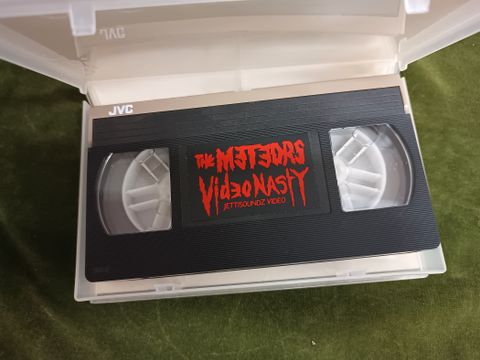 JVC
THE METEORS
VideO NASTY
JETTISOUNDZ VIDEO